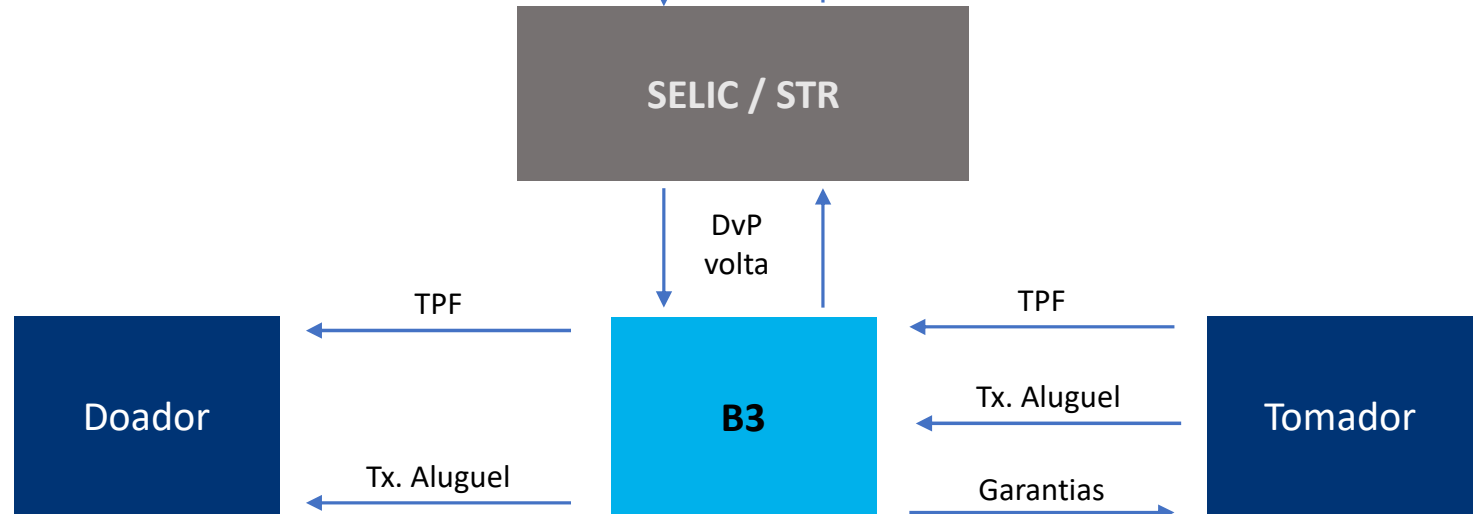 SELIC / STR
DvP
volta
TPF
TPF
Doador
B3
Tx. Aluguel
Tomador
Tx. Aluguel
Garantias